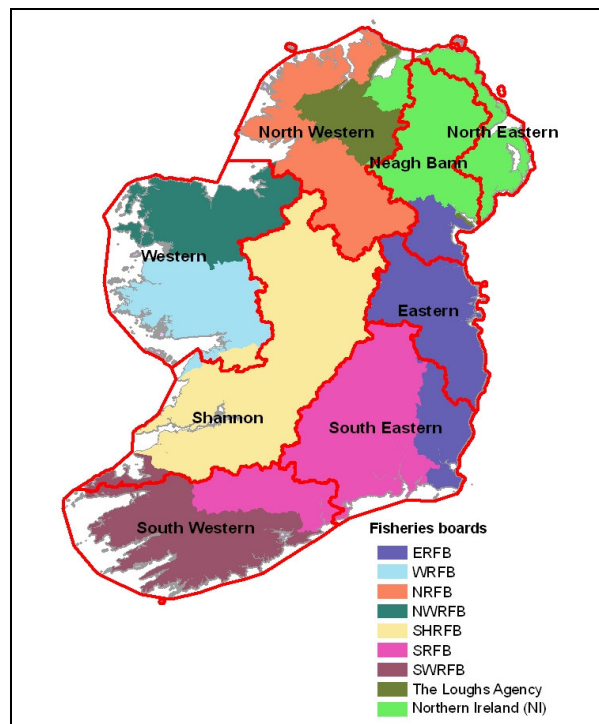 North Western
North Eastern
Neagh Bann
Western
Eastern
Shannon
South Eastern
South Western
Fisheries boards
ERFB
WRFB
NRFB
NWRFB
SHRFB
SRFB
SWRFB
The Loughs Agency
Northern Ireland (NI)